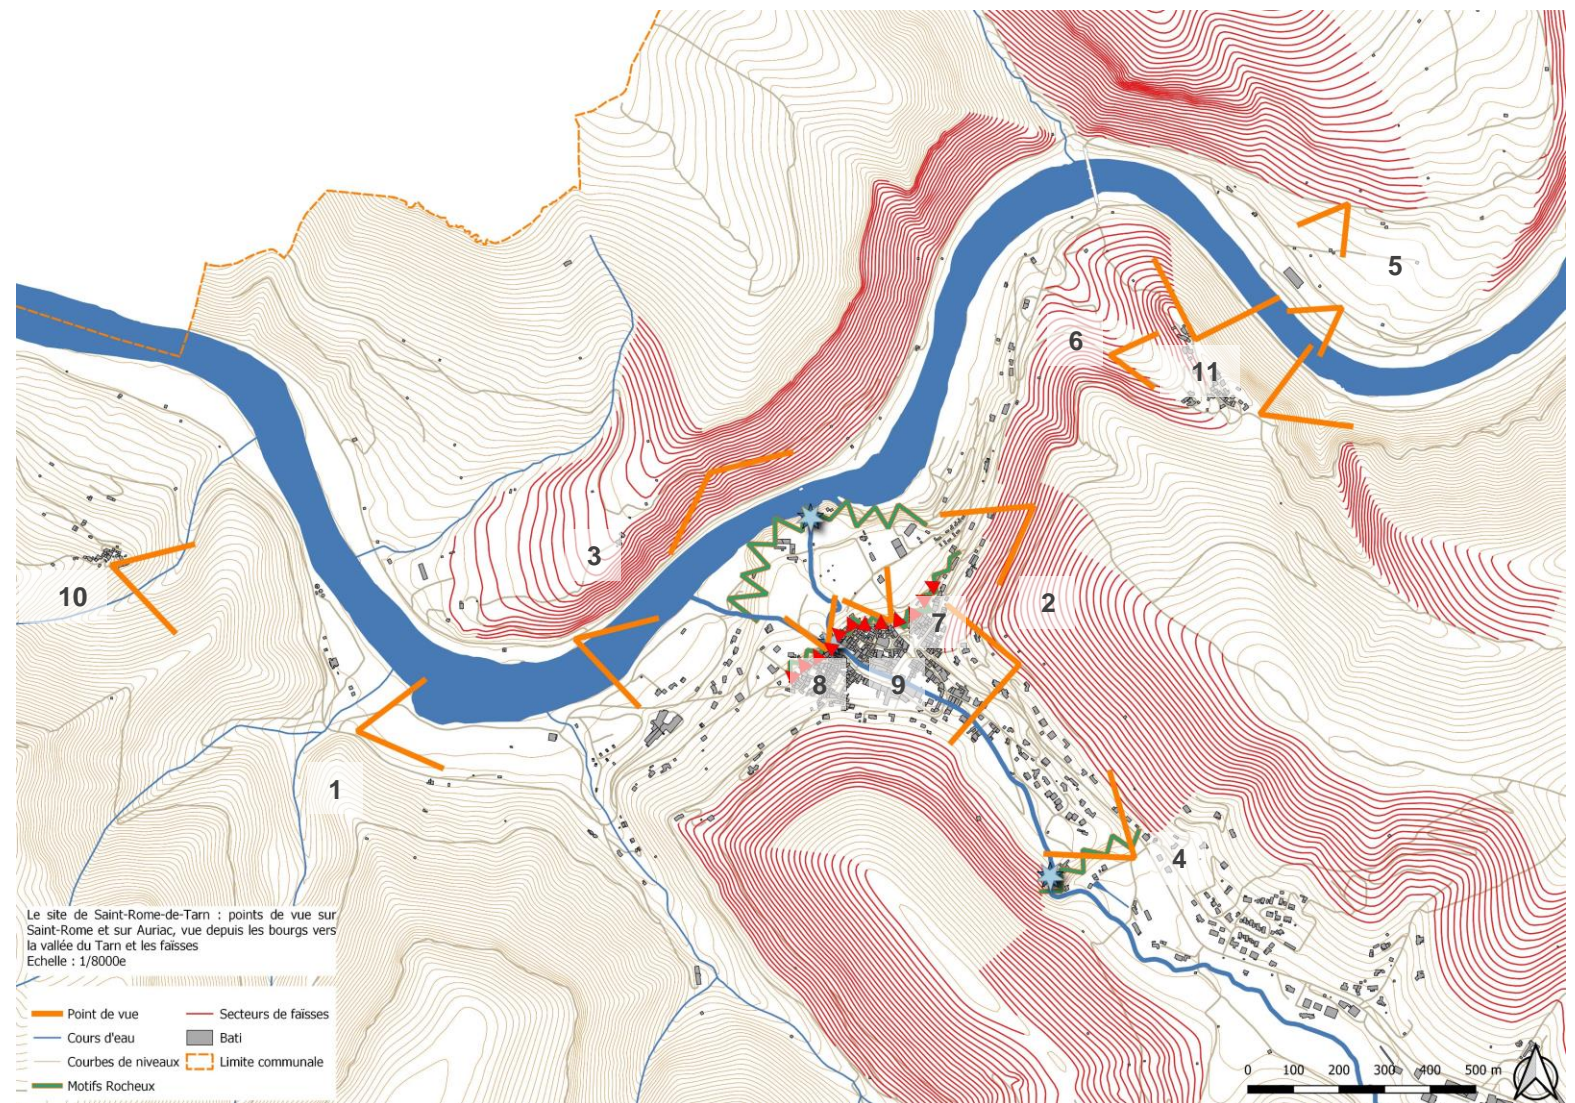 5
6
11
3
10
2
7
8
9
1
4
Le site de Saint-Rome-de-Tarn : points de vue sur
Saint-Rome et sur Auriac, vue depuis les bourgs vers
la vallée du Tarn et les faïsses
Echelle : 1/8000e
Point de vue
Secteurs de faïsses
Cours d'eau
Bati
Courbes de niveaux
Limite communale
Motifs Rocheux
0 100 200 300 400 500 m